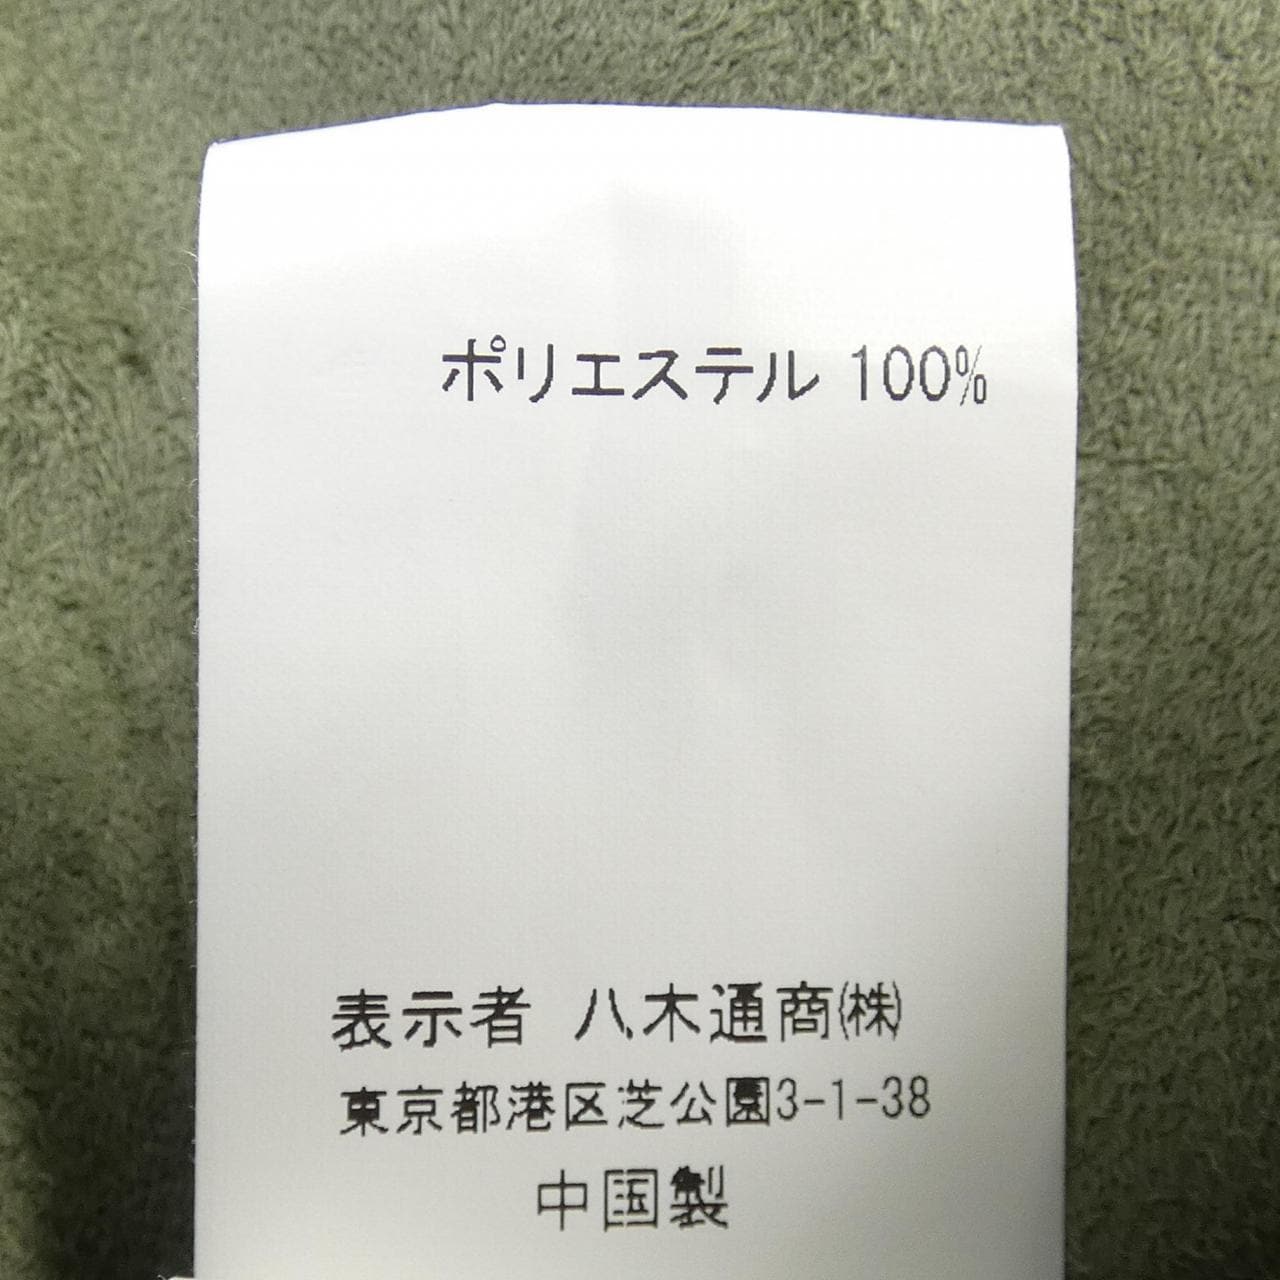 ポリエステル 100%
表示者 八木通商㈱
東京都港区芝公園3-1-38
中国製